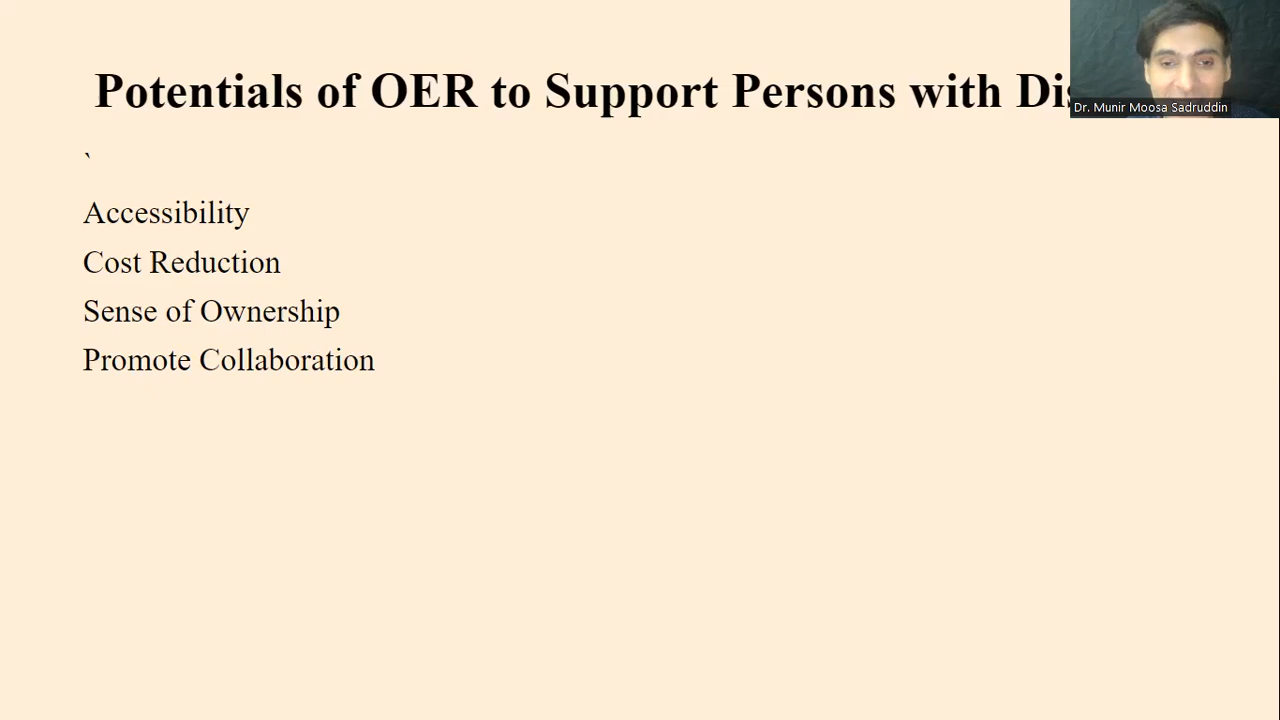 Potentials of OER to Support Persons with Dis
Dr. Munir Moosa Sadruddin
`
Accessibility
Cost Reduction
Sense of Ownership
Promote Collaboration